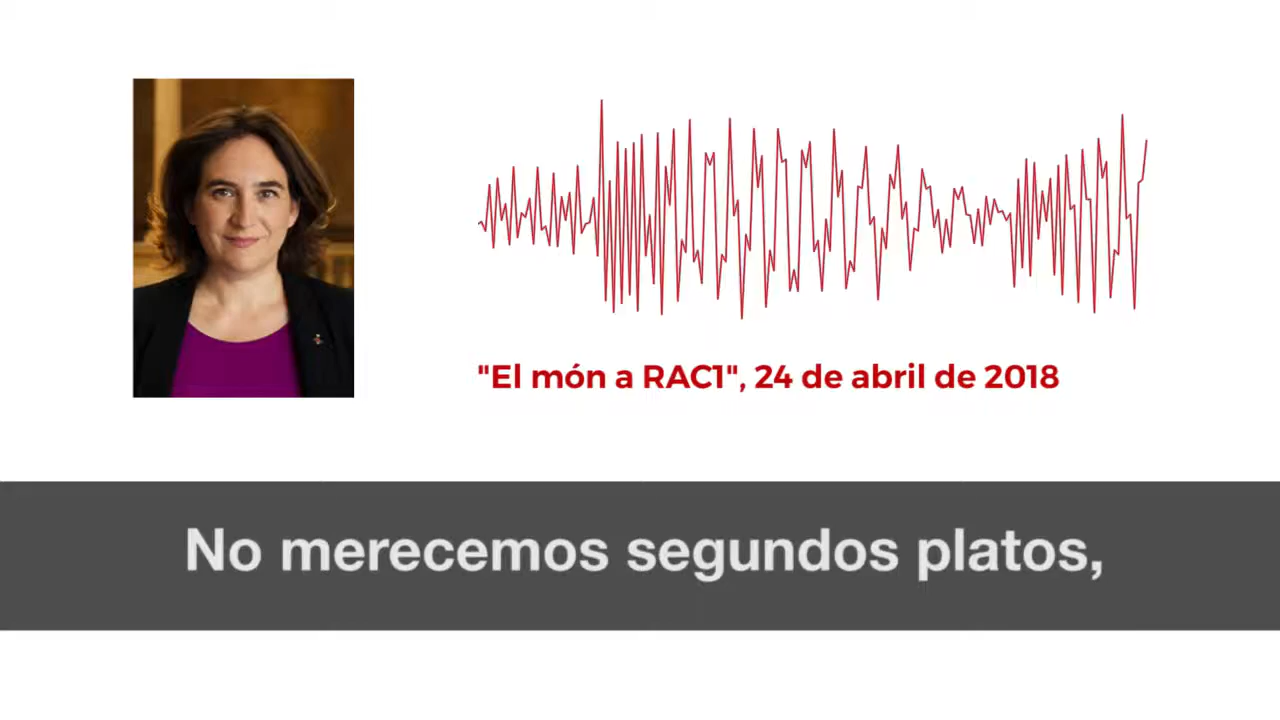 "El món a RAC1", 24 de abril de 2018
No merecemos segundos platos,